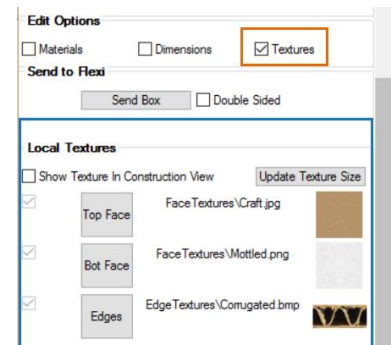 Edit Options
Materials Dimensions Textures
Send to Flexi
Send Box Double Sided
Local Textures
Show Texture In Construction View Update Texture Size
Top Face FaceTextures\Craft.jpg
Bot Face FaceTextures\Mottled.png
Edges EdgeTextures\Corrugated.bmp